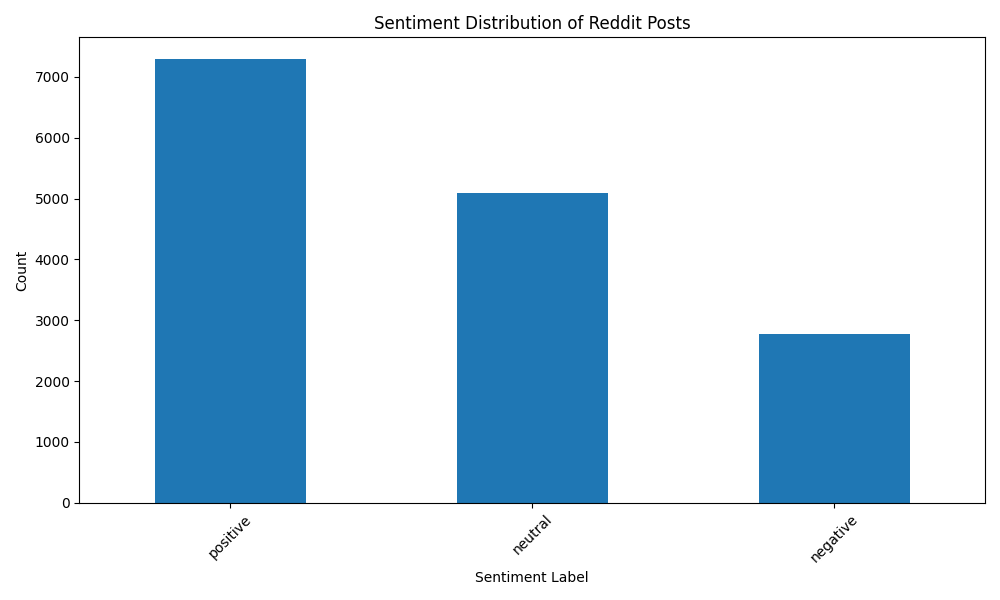 Sentiment Distribution of Reddit Posts
7000
6000
5000
4000
3000
2000
1000
0
Count
positive
neutral
negative
Sentiment Label